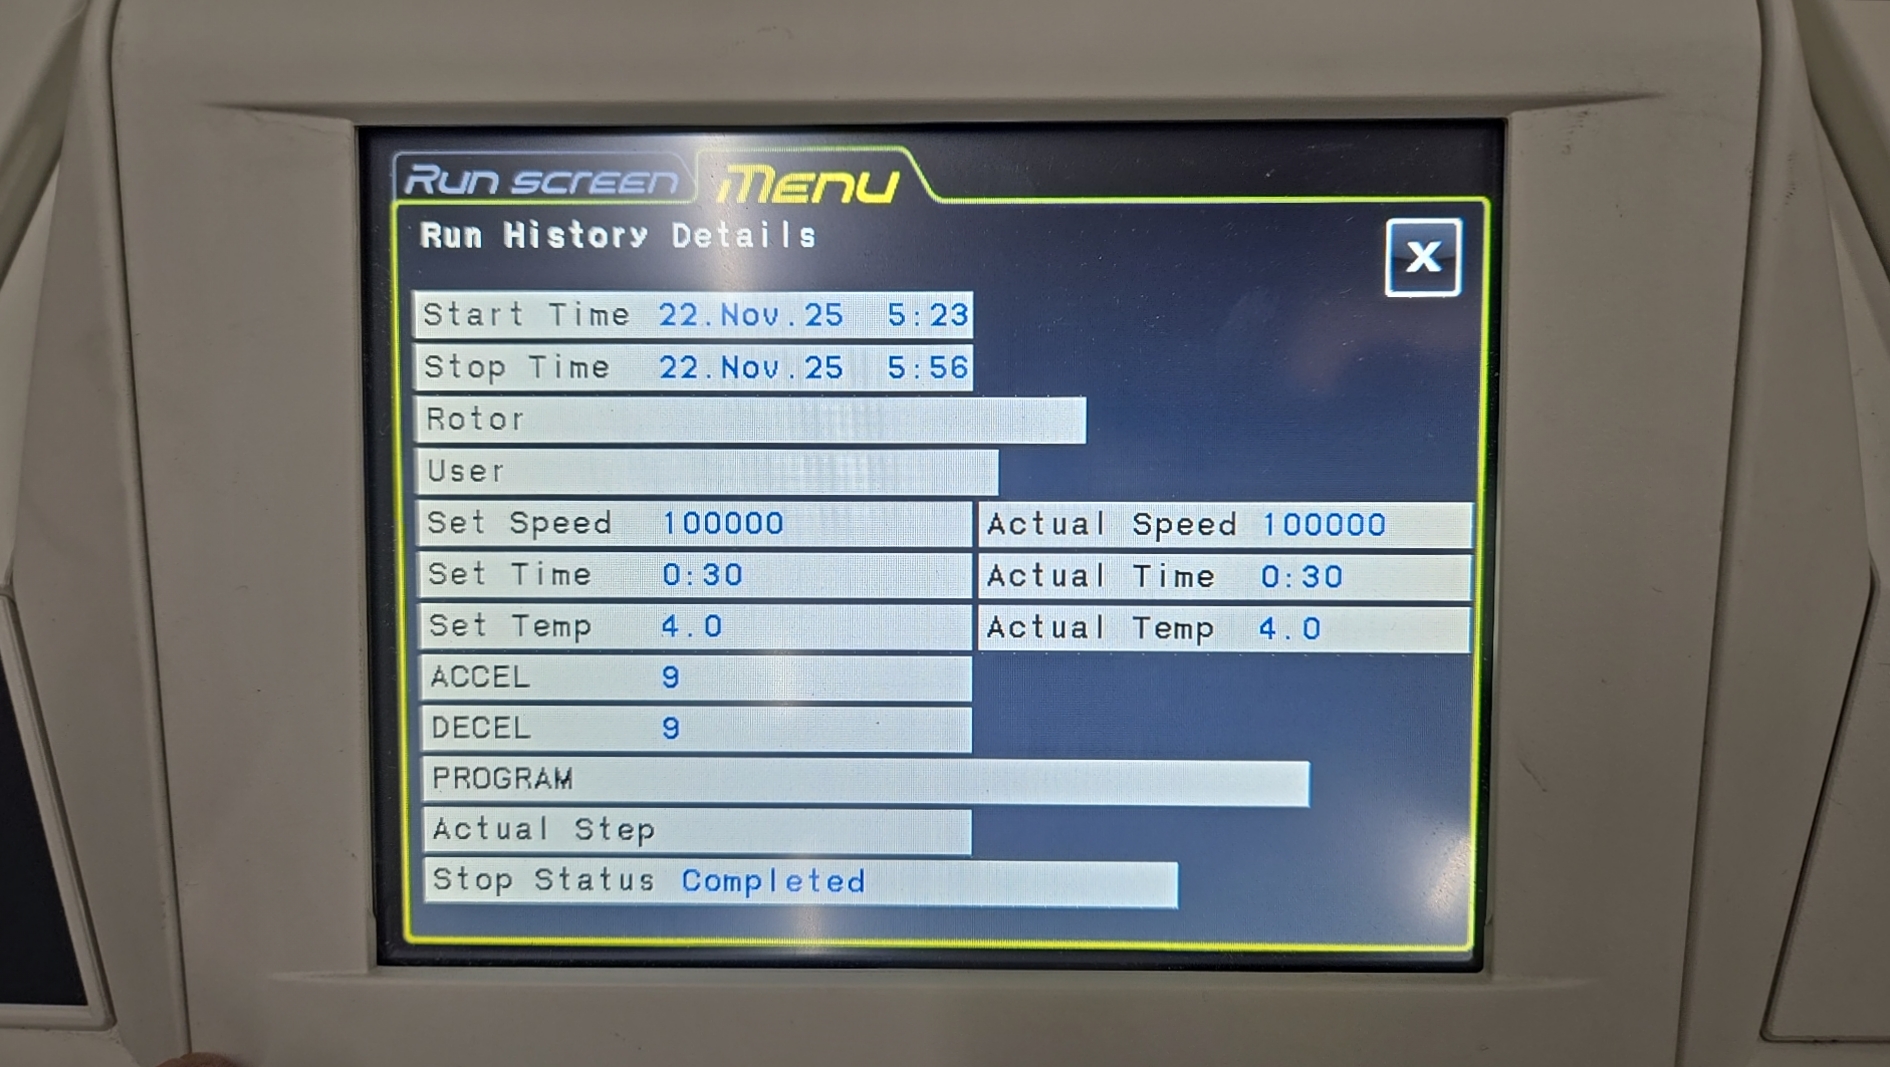 Run screen Menu
Run History Details
X
Start Time 22.Nov.25 5:23
Stop Time 22.Nov.25 5:56
Rotor
User
Set Speed 100000 Actual Speed 100000
Set Time 0:30 Actual Time 0:30
Set Temp 4.0 Actual Temp 4.0
ACCEL 9
DECEL 9
PROGRAM
Actual Step
Stop Status Completed